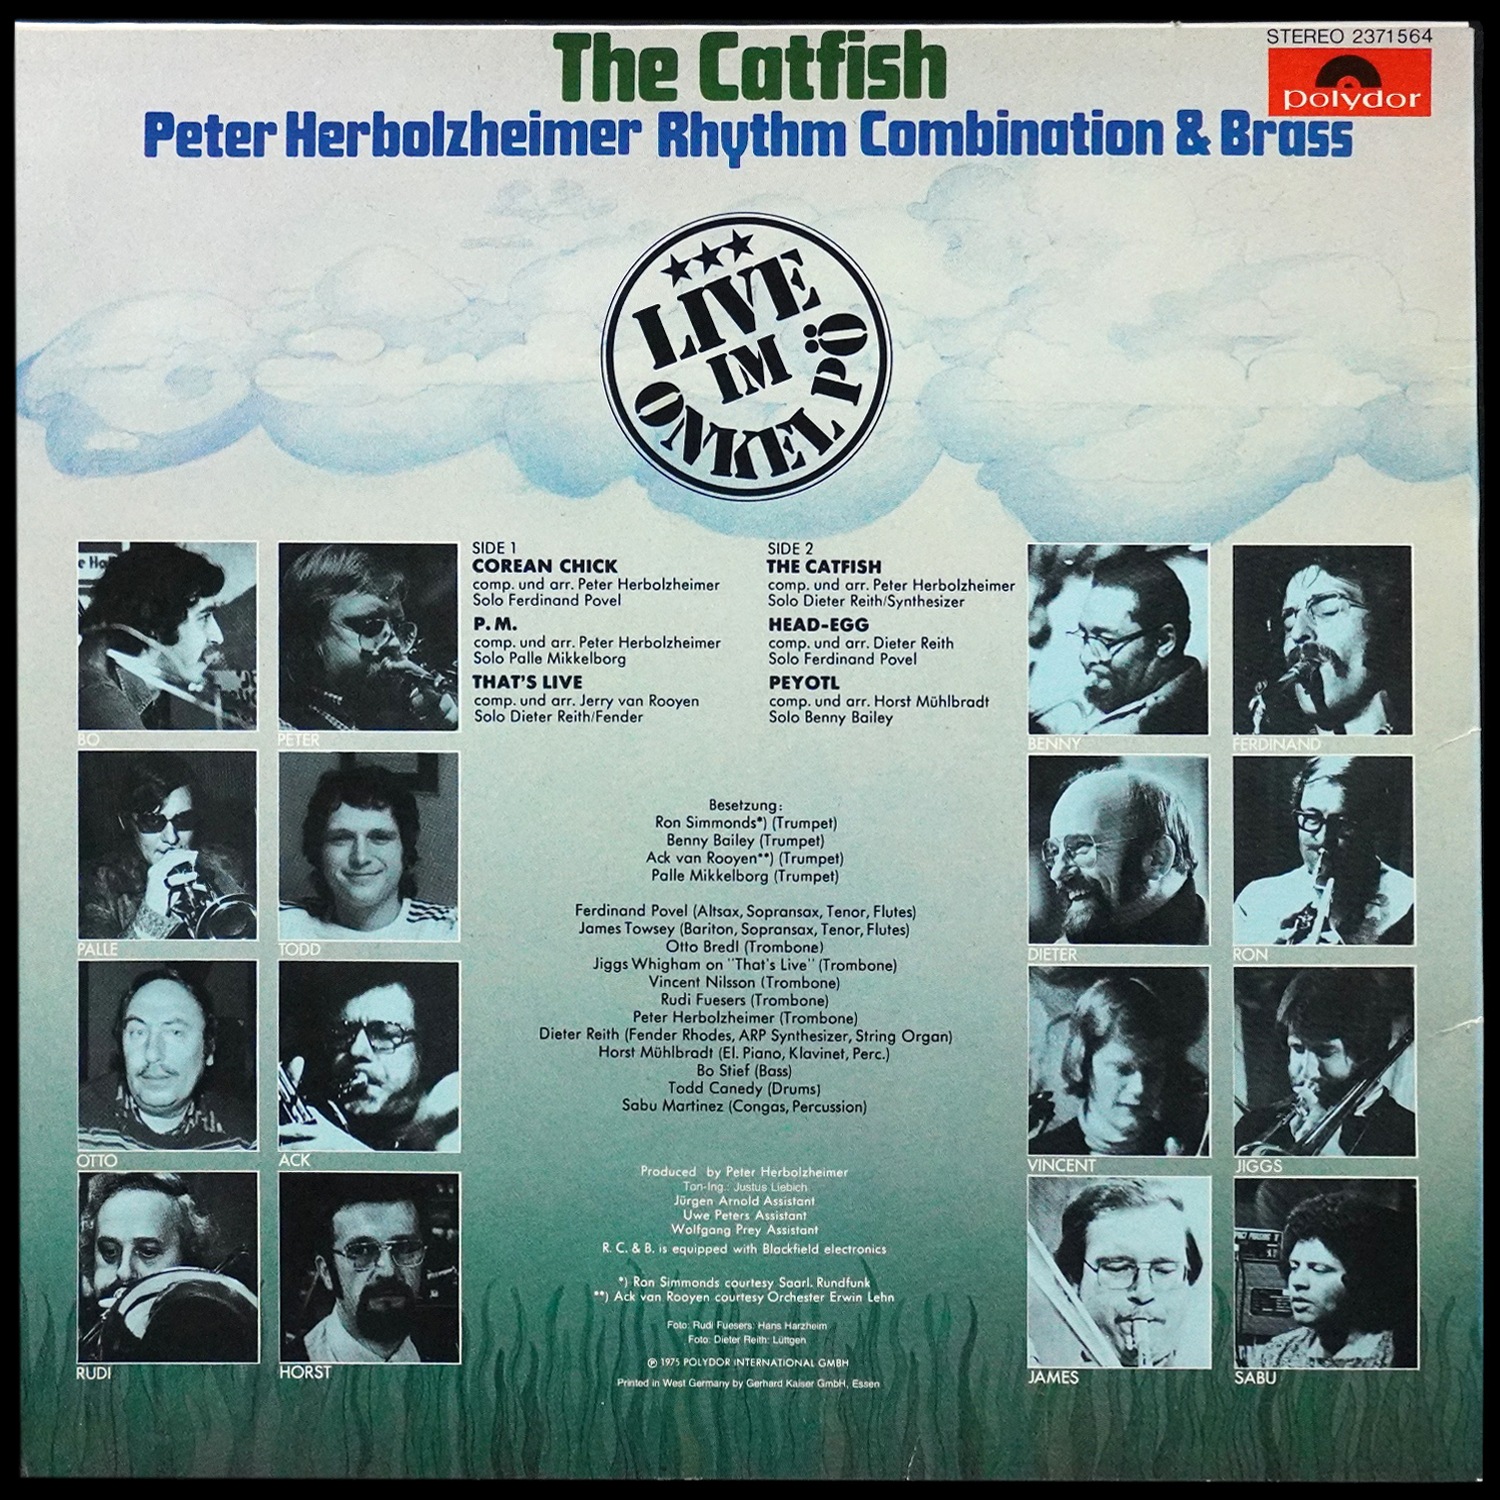 The Catfish
STEREO 2371564
polydor
Peter Herbolzheimer Rhythm Combination & Brass
LIVE
IM
ONKEL PÖ
SIDE 1
COREAN CHICK
comp. und arr. Peter Herbolzheimer
Solo Ferdinand Povel
P. M.
comp. und arr. Peter Herbolzheimer
Solo Palle Mikkelborg
THAT'S LIVE
comp. und arr. Jerry van Rooyen
Solo Dieter Reith/Fender
SIDE 2
THE CATFISH
comp. und arr. Peter Herbolzheimer
Solo Dieter Reith/Synthesizer
HEAD-EGG
comp. und arr. Dieter Reith
Solo Ferdinand Povel
PEYOTL
comp. und arr. Horst Mühlbradt
Solo Benny Bailey
BO
PETER
PALLE
TODD
OTTO
ACK
RUDI
HORST
Besetzung:
Ron Simmonds*) (Trumpet)
Benny Bailey (Trumpet)
Ack van Rooyen**) (Trumpet)
Palle Mikkelborg (Trumpet)
Ferdinand Povel (Altsax, Sopransax, Tenor, Flutes)
James Towsey (Bariton, Sopransax, Tenor, Flutes)
Otto Bredl (Trombone)
Jiggs Whigham on "That's Live" (Trombone)
Vincent Nilsson (Trombone)
Rudi Fuesers (Trombone)
Peter Herbolzheimer (Trombone)
Dieter Reith (Fender Rhodes, ARP Synthesizer, String Organ)
Horst Mühlbradt (El. Piano, Klavinet, Perc.)
Bo Stief (Bass)
Todd Canedy (Drums)
Sabu Martinez (Congas, Percussion)
Produced by Peter Herbolzheimer
Ton-Ing.: Justus Liebich
Jürgen Arnold Assistant
Uwe Peters Assistant
Wolfgang Prey Assistant
R. C. & B. is equipped with Blackfield electronics
*) Ron Simmonds courtesy Saarl. Rundfunk
**) Ack van Rooyen courtesy Orchester Erwin Lehn
Foto: Rudi Fuesers: Hans Harzheim
Foto: Dieter Reith: Lüttgen
℗ 1975 POLYDOR INTERNATIONAL GMBH
Printed in West Germany by Gerhard Kaiser GmbH, Essen
BENNY
FERDINAND
DIETER
RON
VINCENT
JIGGS
JAMES
SABU